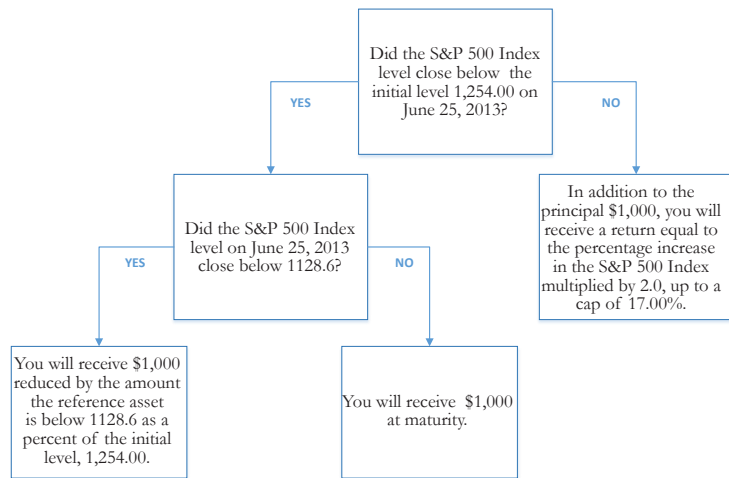 Did the S&P 500 Index
level close below the
initial level 1,254.00 on
June 25, 2013?
YES
NO
Did the S&P 500 Index
level on June 25, 2013
close below 1128.6?
In addition to the
principal $1,000, you will
receive a return equal to
the percentage increase
in the S&P 500 Index
multiplied by 2.0, up to a
cap of 17.00%.
YES
NO
You will receive $1,000
reduced by the amount
the reference asset
is below 1128.6 as a
percent of the initial
level, 1,254.00.
You will receive $1,000
at maturity.